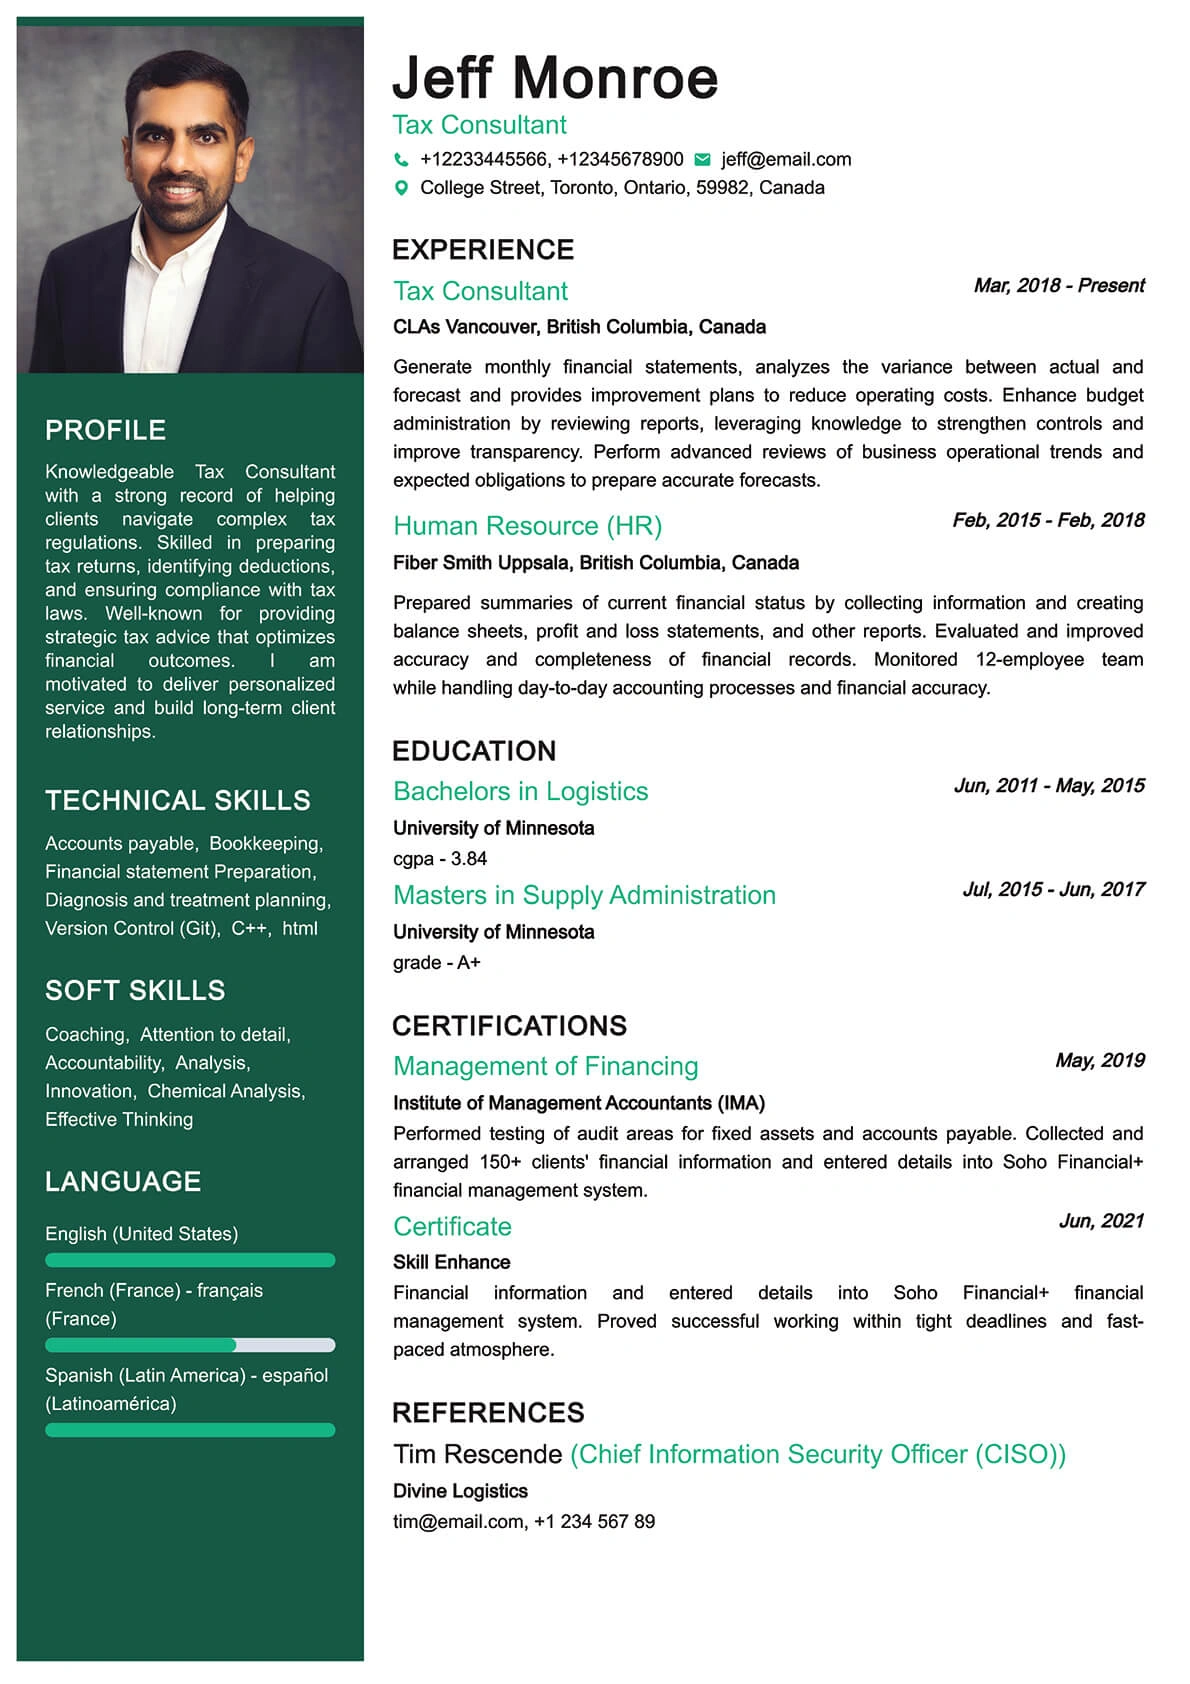 Jeff Monroe
Tax Consultant
+12233445566, +12345678900 jeff@email.com
College Street, Toronto, Ontario, 59982, Canada
PROFILE
Knowledgeable Tax Consultant
with a strong record of helping
clients navigate complex tax
regulations. Skilled in preparing
tax returns, identifying deductions,
and ensuring compliance with tax
laws. Well-known for providing
strategic tax advice that optimizes
financial outcomes. I am
motivated to deliver personalized
service and build long-term client
relationships.
TECHNICAL SKILLS
Accounts payable, Bookkeeping,
Financial statement Preparation,
Diagnosis and treatment planning,
Version Control (Git), C++, html
SOFT SKILLS
Coaching, Attention to detail,
Accountability, Analysis,
Innovation, Chemical Analysis,
Effective Thinking
LANGUAGE
English (United States)
French (France) - français
(France)
Spanish (Latin America) - español
(Latinoamérica)
EXPERIENCE
Tax Consultant Mar, 2018 - Present
CLAs Vancouver, British Columbia, Canada
Generate monthly financial statements, analyzes the variance between actual and
forecast and provides improvement plans to reduce operating costs. Enhance budget
administration by reviewing reports, leveraging knowledge to strengthen controls and
improve transparency. Perform advanced reviews of business operational trends and
expected obligations to prepare accurate forecasts.
Human Resource (HR) Feb, 2015 - Feb, 2018
Fiber Smith Uppsala, British Columbia, Canada
Prepared summaries of current financial status by collecting information and creating
balance sheets, profit and loss statements, and other reports. Evaluated and improved
accuracy and completeness of financial records. Monitored 12-employee team
while handling day-to-day accounting processes and financial accuracy.
EDUCATION
Bachelors in Logistics Jun, 2011 - May, 2015
University of Minnesota
cgpa - 3.84
Masters in Supply Administration Jul, 2015 - Jun, 2017
University of Minnesota
grade - A+
CERTIFICATIONS
Management of Financing May, 2019
Institute of Management Accountants (IMA)
Performed testing of audit areas for fixed assets and accounts payable. Collected and
arranged 150+ clients' financial information and entered details into Soho Financial+
financial management system.
Certificate Jun, 2021
Skill Enhance
Financial information and entered details into Soho Financial+ financial
management system. Proved successful working within tight deadlines and fast-
paced atmosphere.
REFERENCES
Tim Rescende (Chief Information Security Officer (CISO))
Divine Logistics
tim@email.com, +1 234 567 89